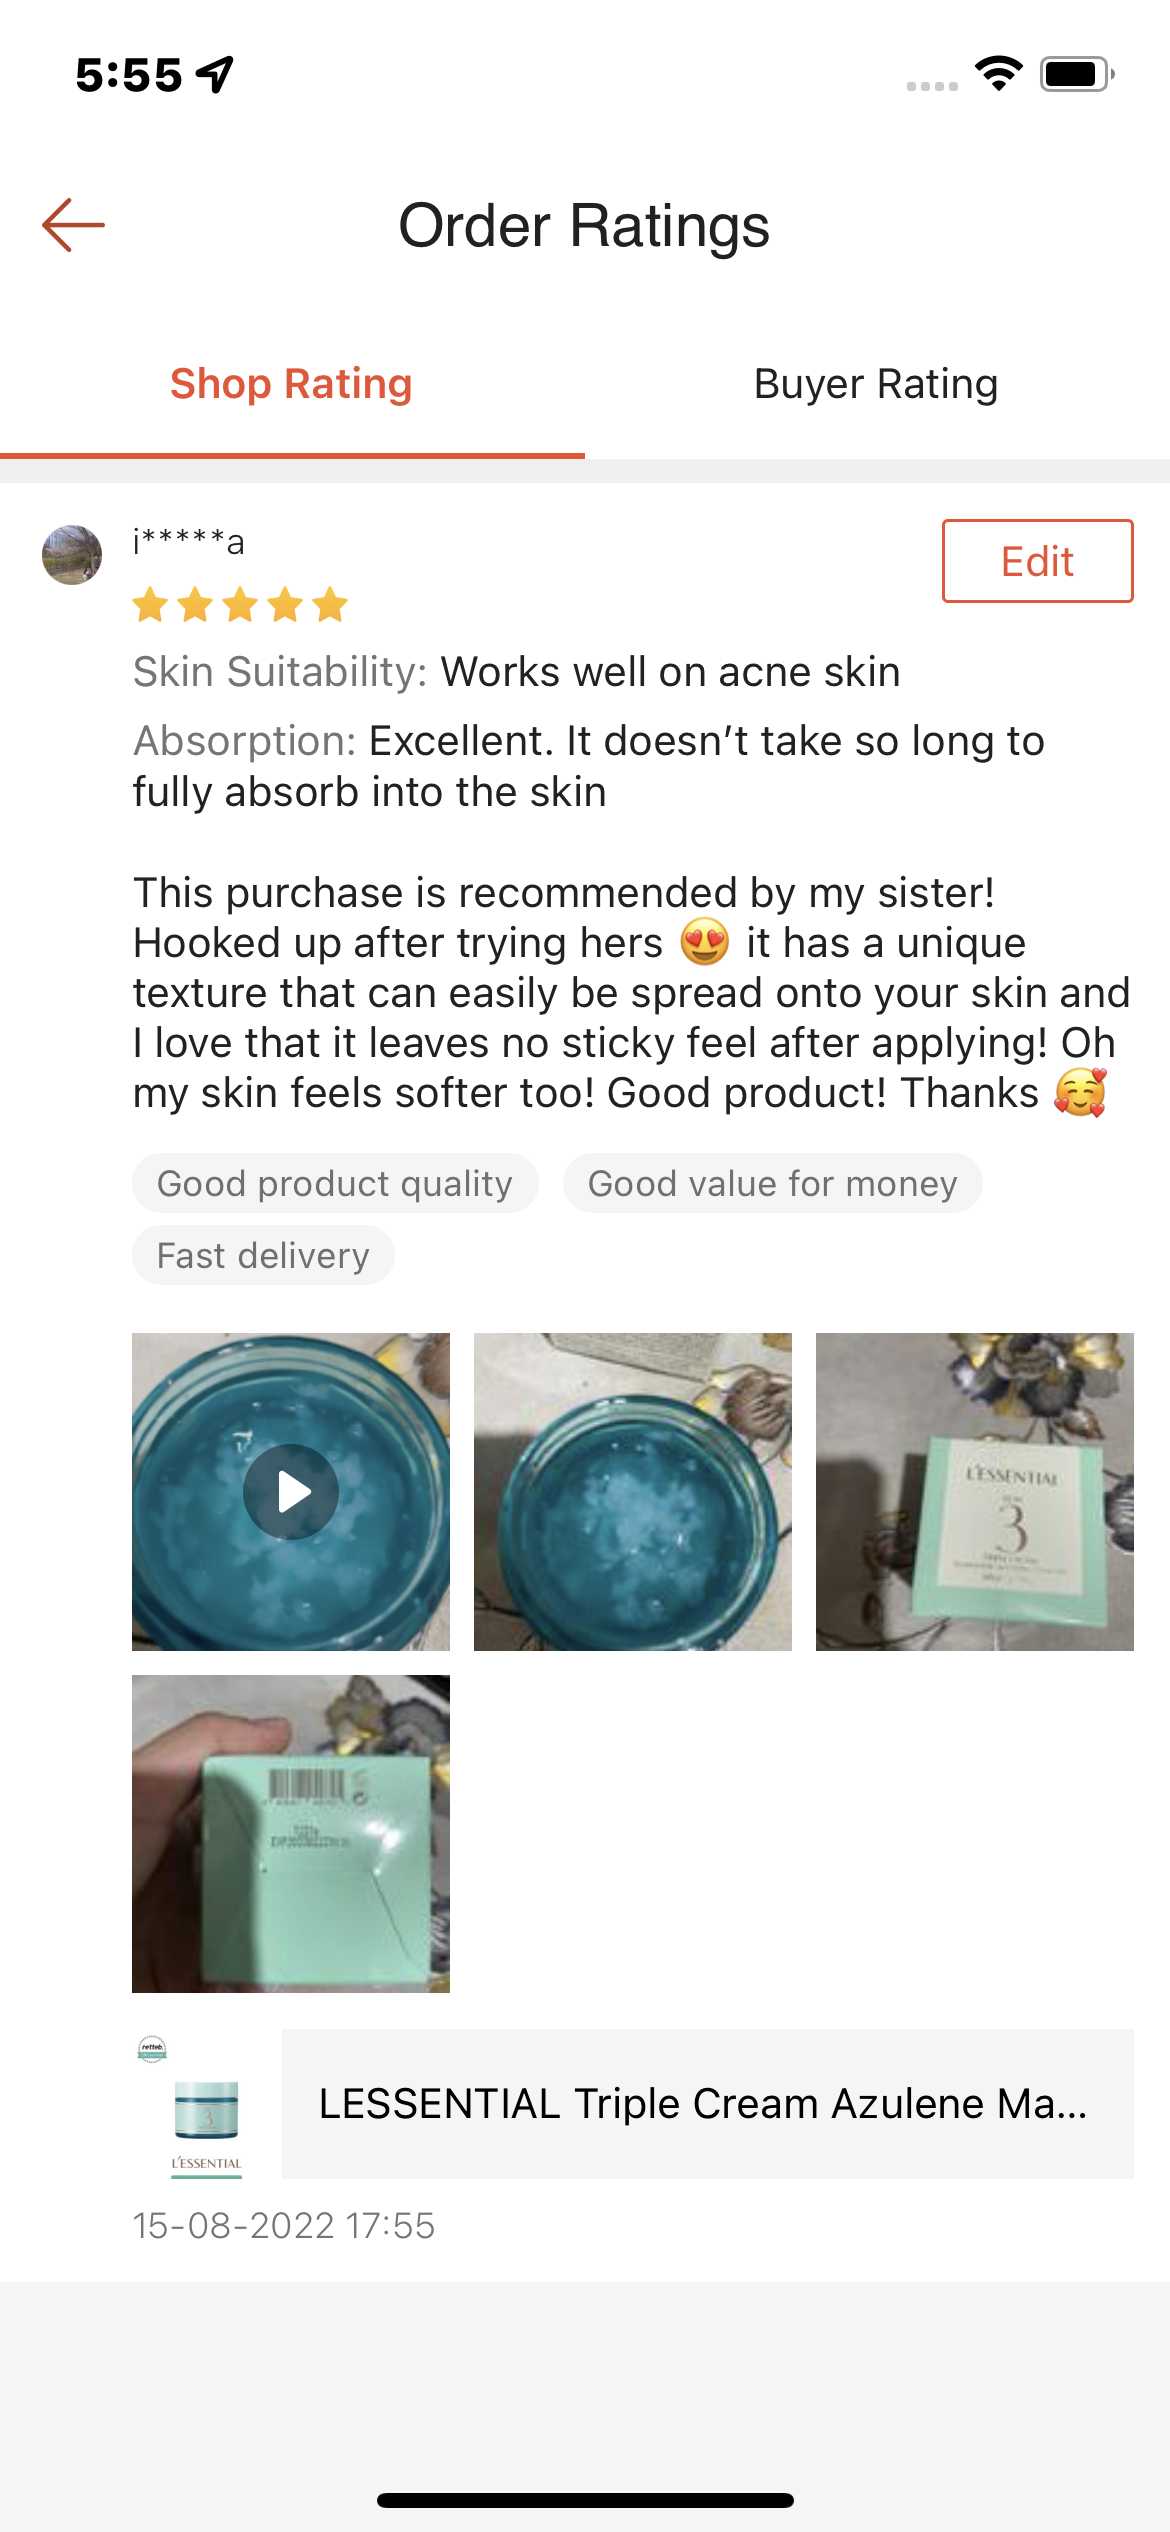 5:55
Order Ratings
Shop Rating
Buyer Rating
i*****a
Edit
Skin Suitability: Works well on acne skin
Absorption: Excellent. It doesn't take so long to
fully absorb into the skin
This purchase is recommended by my sister!
Hooked up after trying hers 😍 it has a unique
texture that can easily be spread onto your skin and
I love that it leaves no sticky feel after applying! Oh
my skin feels softer too! Good product! Thanks 🥰
Good product quality
Good value for money
Fast delivery
L'ESSENTIAL
3
retteb.
3
L'ESSENTIAL
LESSENTIAL Triple Cream Azulene Ma...
15-08-2022 17:55